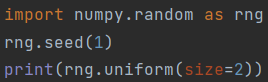 import numpy.random as rng
rng.seed(1)
print(rng.uniform(size=2))